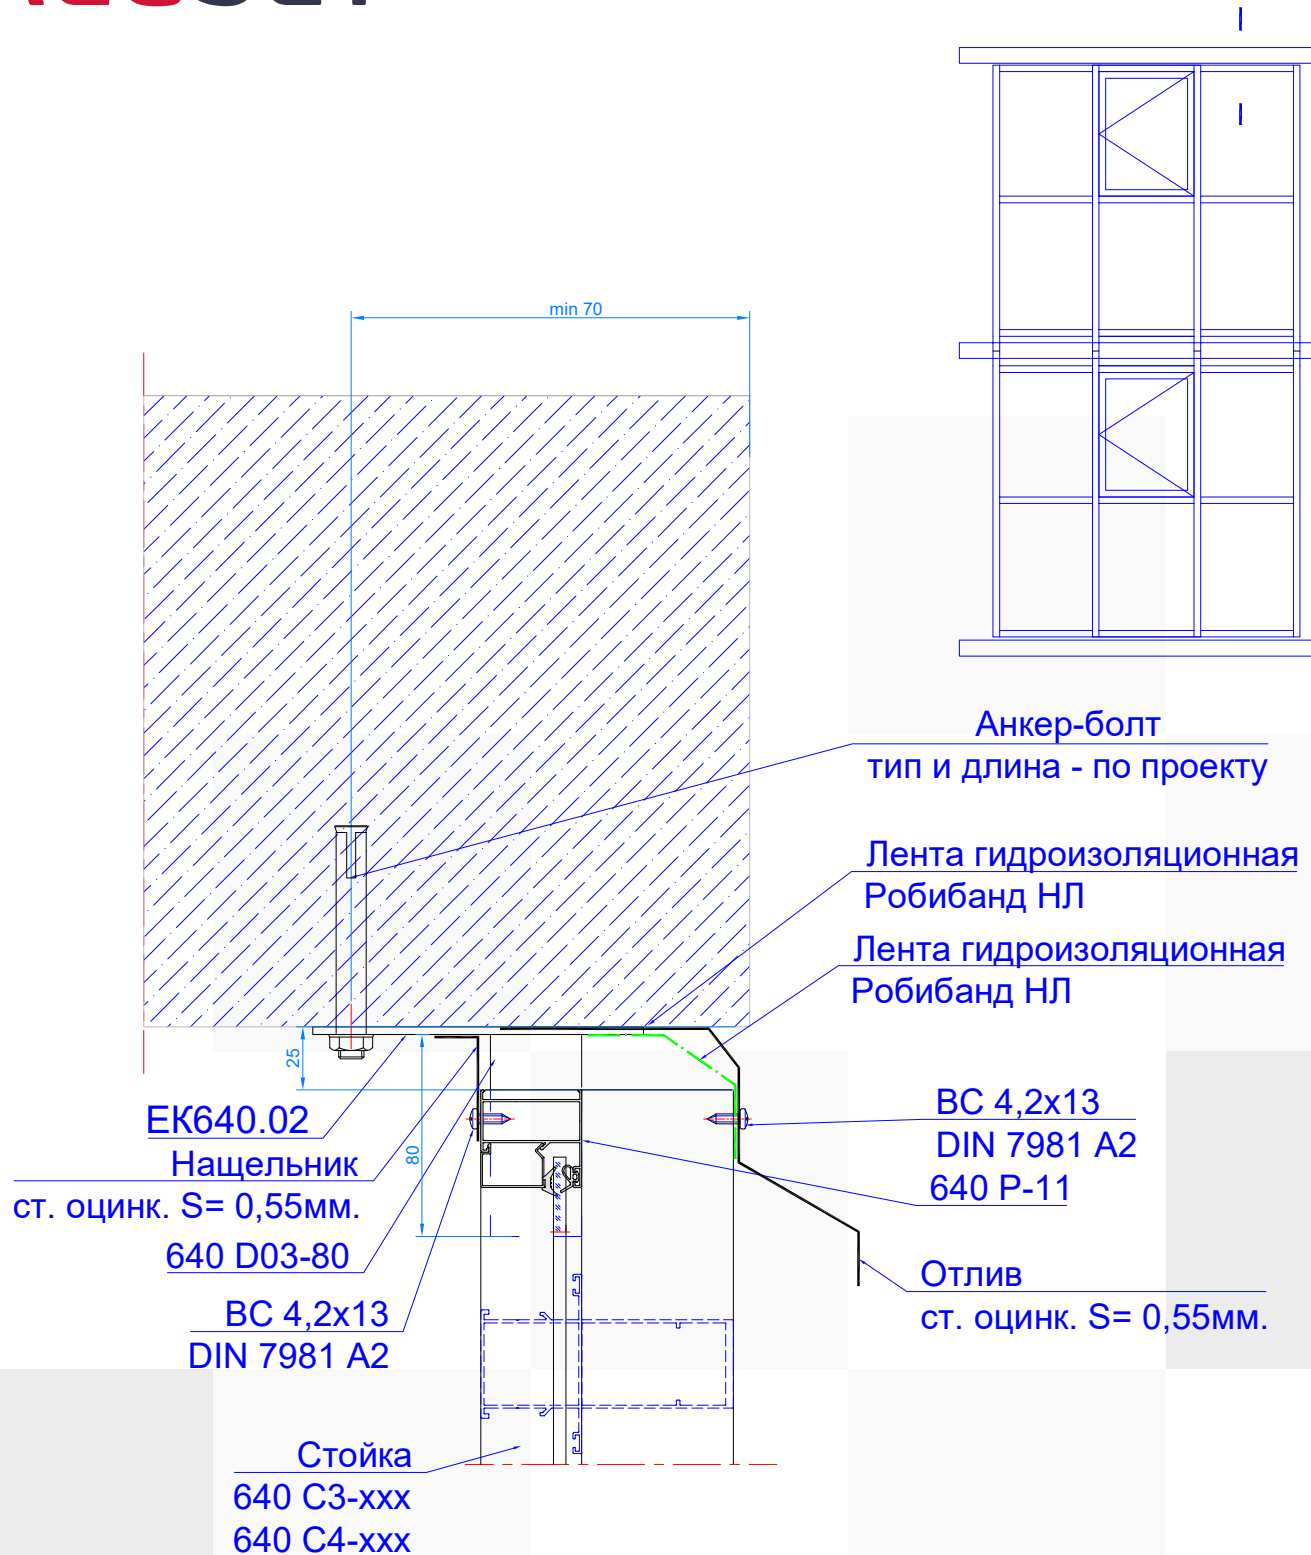 min 70
Анкер-болт
тип и длина - по проекту
Лента гидроизоляционная
Робибанд НЛ
Лента гидроизоляционная
Робибанд НЛ
25
80
ЕК640.02
Нащельник
ст. оцинк. S= 0,55мм.
640 D03-80
ВС 4,2х13
DIN 7981 A2
ВС 4,2х13
DIN 7981 A2
640 Р-11
Отлив
ст. оцинк. S= 0,55мм.
Стойка
640 С3-ххх
640 С4-ххх